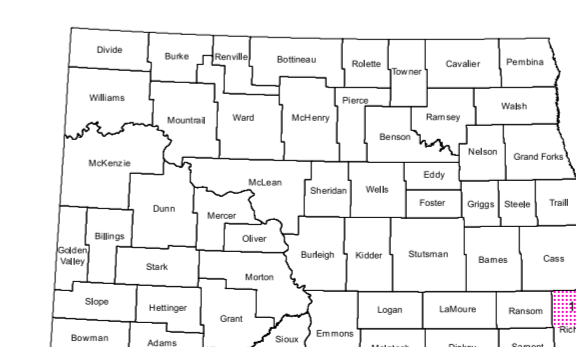 Divide
Burke
Renville
Bottineau
Rolette
Towner
Cavalier
Pembina
Williams
Mountrail
Ward
McHenry
Pierce
Benson
Ramsey
Walsh
Nelson
Grand Forks
McKenzie
McLean
Sheridan
Wells
Eddy
Foster
Griggs
Steele
Traill
Dunn
Mercer
Oliver
Golden
Valley
Billings
Stark
Morton
Burleigh
Kidder
Stutsman
Barnes
Cass
Slope
Hettinger
Grant
Logan
LaMoure
Ransom
1
Bowman
Adams
Sioux
Emmons